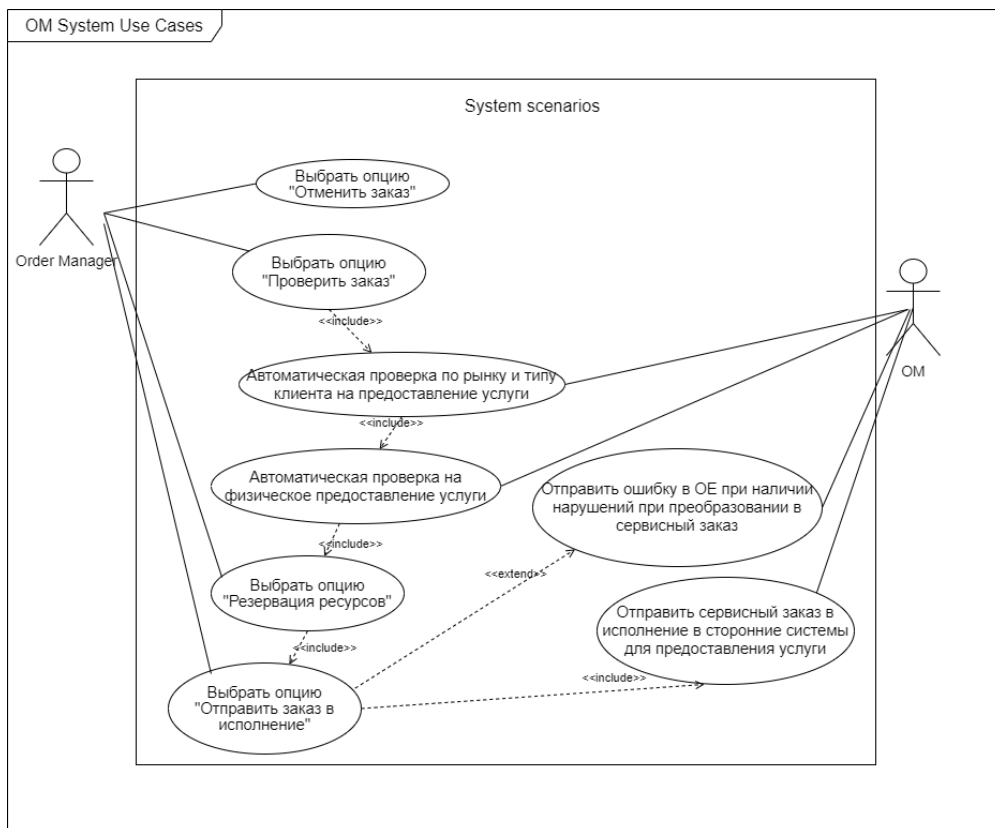 OM System Use Cases
System scenarios
Выбрать опцию
"Отменить заказ"
Order Manager
Выбрать опцию
"Проверить заказ"
<<include>>
OM
Автоматическая проверка по рынку и типу
клиента на предоставление услуги
<<include>>
Автоматическая проверка на
физическое предоставление услуги
Отправить ошибку в ОЕ при наличии
нарушений при преобразовании в
сервисный заказ
<<include>>
<<extend>>
Выбрать опцию
"Резервация ресурсов"
Отправить сервисный заказ в
исполнение в сторонние системы
для предоставления услуги
<<include>>
<<include>>
Выбрать опцию
"Отправить заказ в
исполнение"